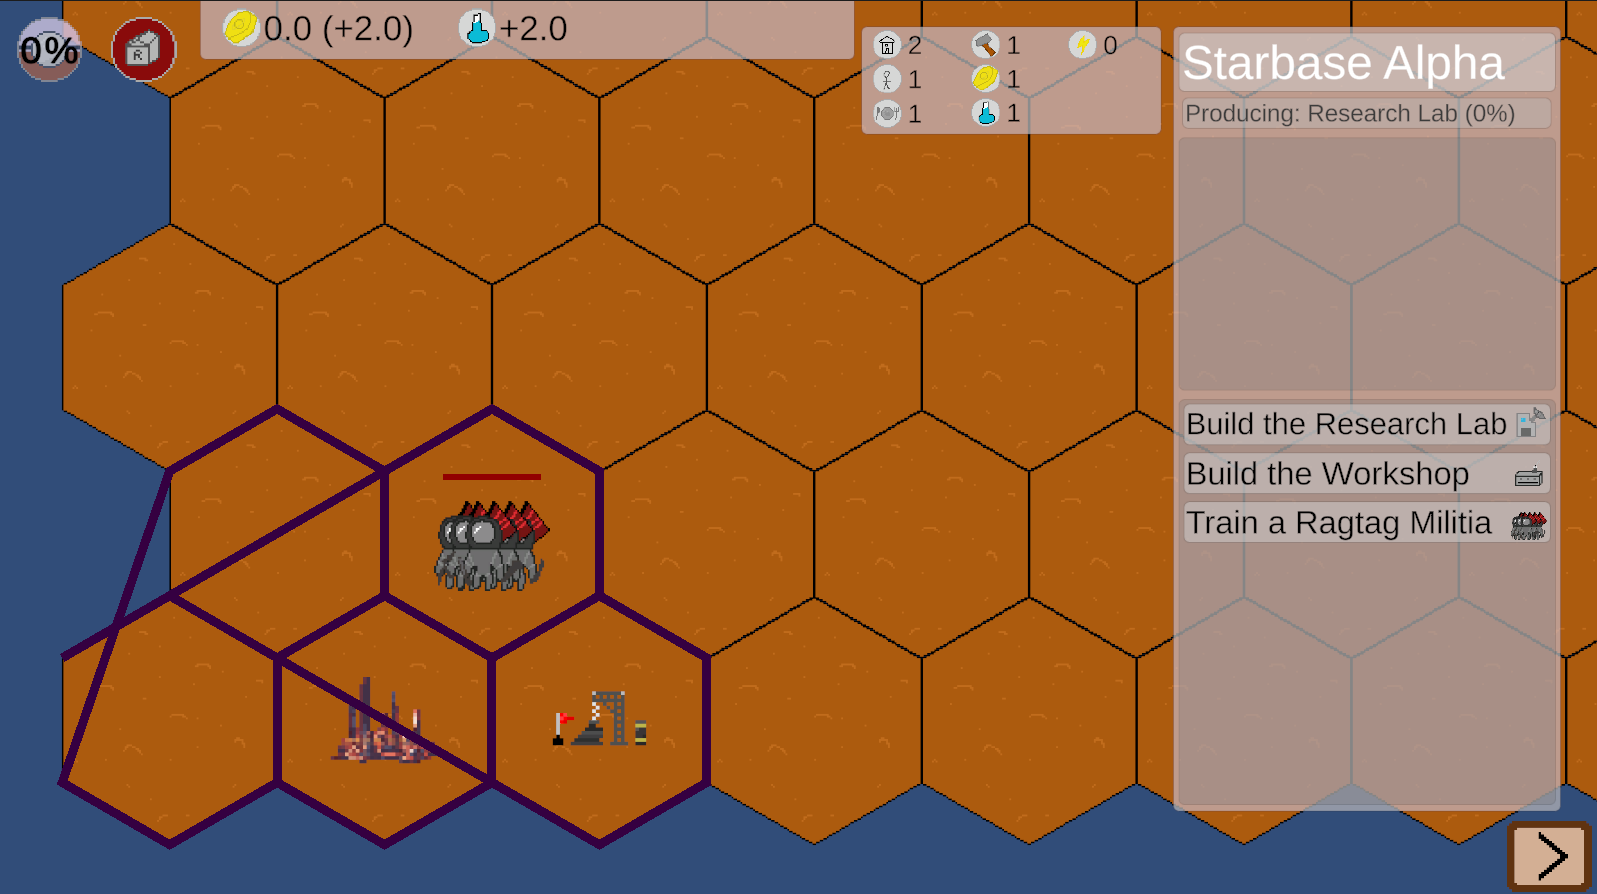 0%
R
0.0 (+2.0)
+2.0
2
1
0
1
1
1
1
Starbase Alpha
Producing: Research Lab (0%)
Build the Research Lab
Build the Workshop
Train a Ragtag Militia